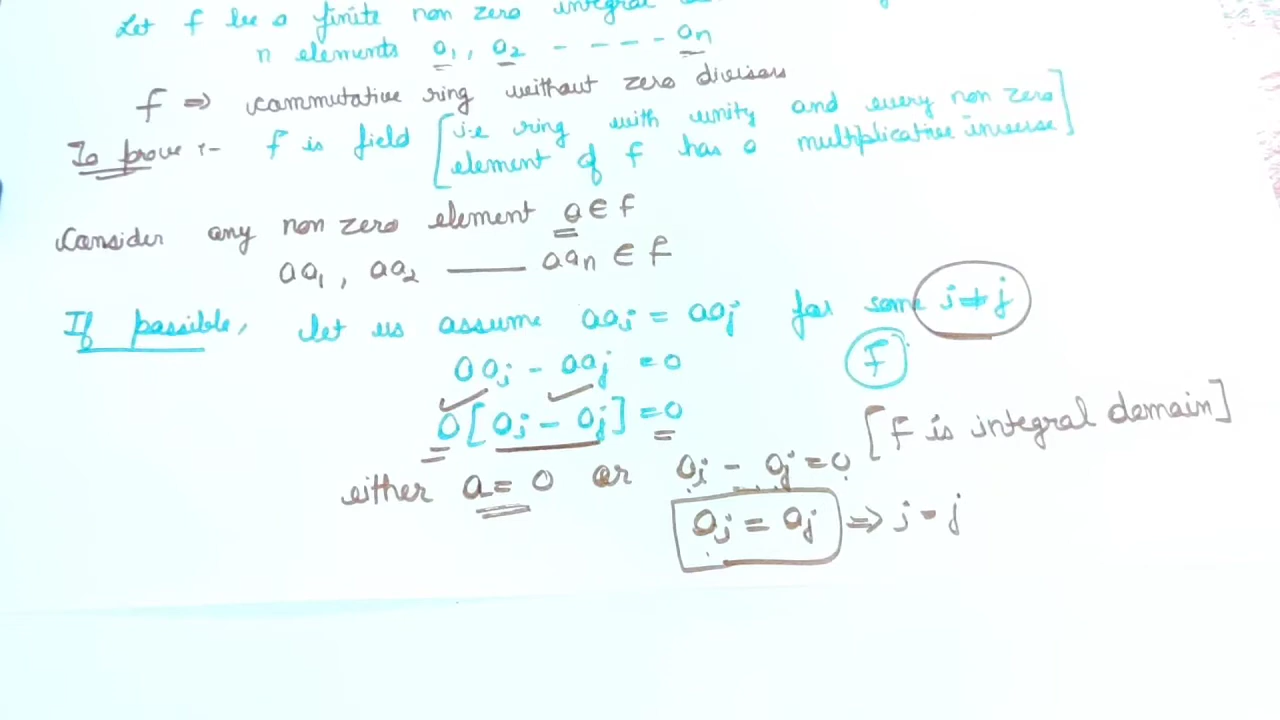 Let f be a finite non zero integral
n elements a1, a2 - - - - - an
f ⇒ commutative ring without zero divisors
To prove :- f is field [i.e ring with unity and every non zero
element of f has a multiplicative inverse]
Consider any non zero element a ∈ f
aa1, aa2 —— aan ∈ f
If possible, let us assume aai = aaj for some i ≠ j
aai - aaj = 0
F
a[ai - aj] = 0 [F is integral domain]
either a = 0 or ai - aj = 0
ai = aj ⇒ i = j